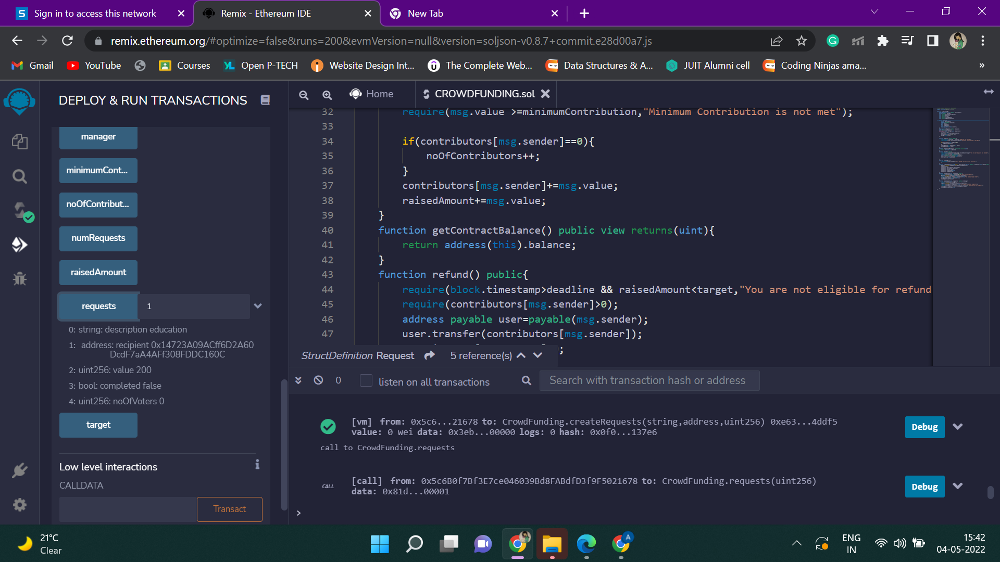 Sign in to access this network
Remix - Ethereum IDE
New Tab
remix.ethereum.org/#optimize=false&runs=200&evmVersion=null&version=soljson-v0.8.7+commit.e28d00a7.js
Gmail
YouTube
Courses
Open P-TECH
Website Design Int...
The Complete Web...
Data Structures & A...
JUIT Alumni cell
Coding Ninjas ama...
»
DEPLOY & RUN TRANSACTIONS
manager
minimumCont...
noOfContribut...
numRequests
raisedAmount
requests
1
0: string: description education
1: address: recipient 0x14723A09ACff6D2A60
DcdF7aA4AFf308FDDC160C
2: uint256: value 200
3: bool: completed false
4: uint256: noOfVoters 0
target
Low level interactions
CALLDATA
Transact
Home
CROWDFUNDING.sol
32 require(msg.value >=minimumContribution,"Minimum Contribution is not met");
33
34 if(contributors[msg.sender]==0){
35 noOfContributors++;
36 }
37 contributors[msg.sender]+=msg.value;
38 raisedAmount+=msg.value;
39 }
40 function getContractBalance() public view returns(uint){
41 return address(this).balance;
42 }
43 function refund() public{
44 require(block.timestamp>deadline && raisedAmount<target,"You are not eligible for refund
45 require(contributors[msg.sender]>0);
46 address payable user=payable(msg.sender);
47 user.transfer(contributors[msg.sender]);
StructDefinition Request 5 reference(s)
0
listen on all transactions
Search with transaction hash or address
[vm] from: 0x5c6...21678 to: CrowdFunding.createRequests(string,address,uint256) 0xe63...4ddf5
value: 0 wei data: 0x3eb...00000 logs: 0 hash: 0x0f0...137e6
Debug
call to CrowdFunding.requests
CALL
[call] from: 0x5c6B0f7Bf3E7ce046039Bd8FABdfD3f9F5021678 to: CrowdFunding.requests(uint256)
data: 0x81d...00001
Debug
>
21°C
Clear
A
ENG
IN
15:42
04-05-2022